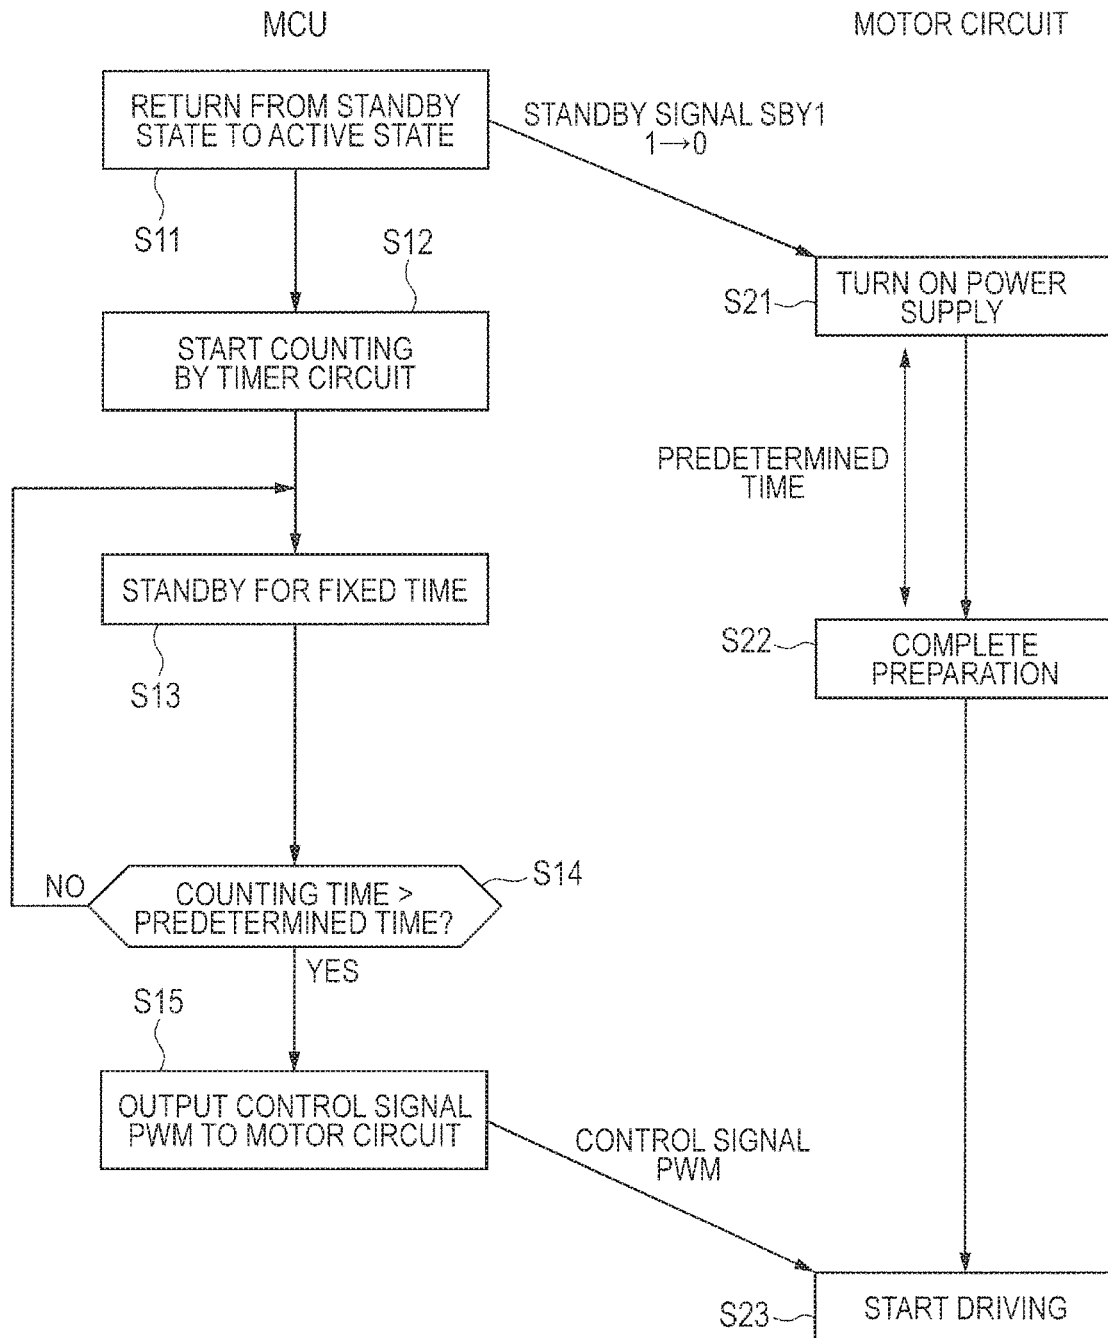 MCU
MOTOR CIRCUIT
RETURN FROM STANDBY
STATE TO ACTIVE STATE
STANDBY SIGNAL SBY1
1→0
S11
S12
S21
TURN ON POWER
SUPPLY
START COUNTING
BY TIMER CIRCUIT
PREDETERMINED
TIME
STANDBY FOR FIXED TIME
S13
S22
COMPLETE
PREPARATION
NO
COUNTING TIME >
PREDETERMINED TIME?
S14
YES
S15
OUTPUT CONTROL SIGNAL
PWM TO MOTOR CIRCUIT
CONTROL SIGNAL
PWM
S23
START DRIVING